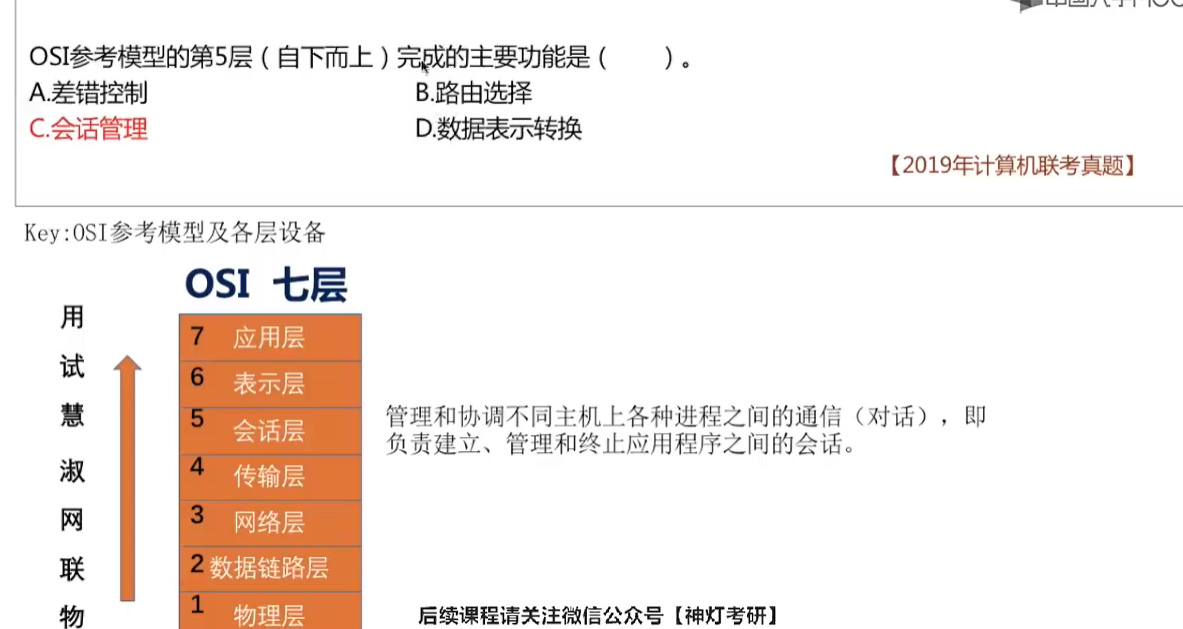 OSI参考模型的第5层（自下而上）完成的主要功能是（　　）。
A.差错控制
B.路由选择
C.会话管理
D.数据表示转换
【2019年计算机联考真题】
Key:OSI参考模型及各层设备
OSI 七层
用
试
慧
淑
网
联
物
7 应用层
6 表示层
5 会话层
4 传输层
3 网络层
2 数据链路层
1 物理层
管理和协调不同主机上各种进程之间的通信（对话），即
负责建立、管理和终止应用程序之间的会话。
后续课程请关注微信公众号【神灯考研】